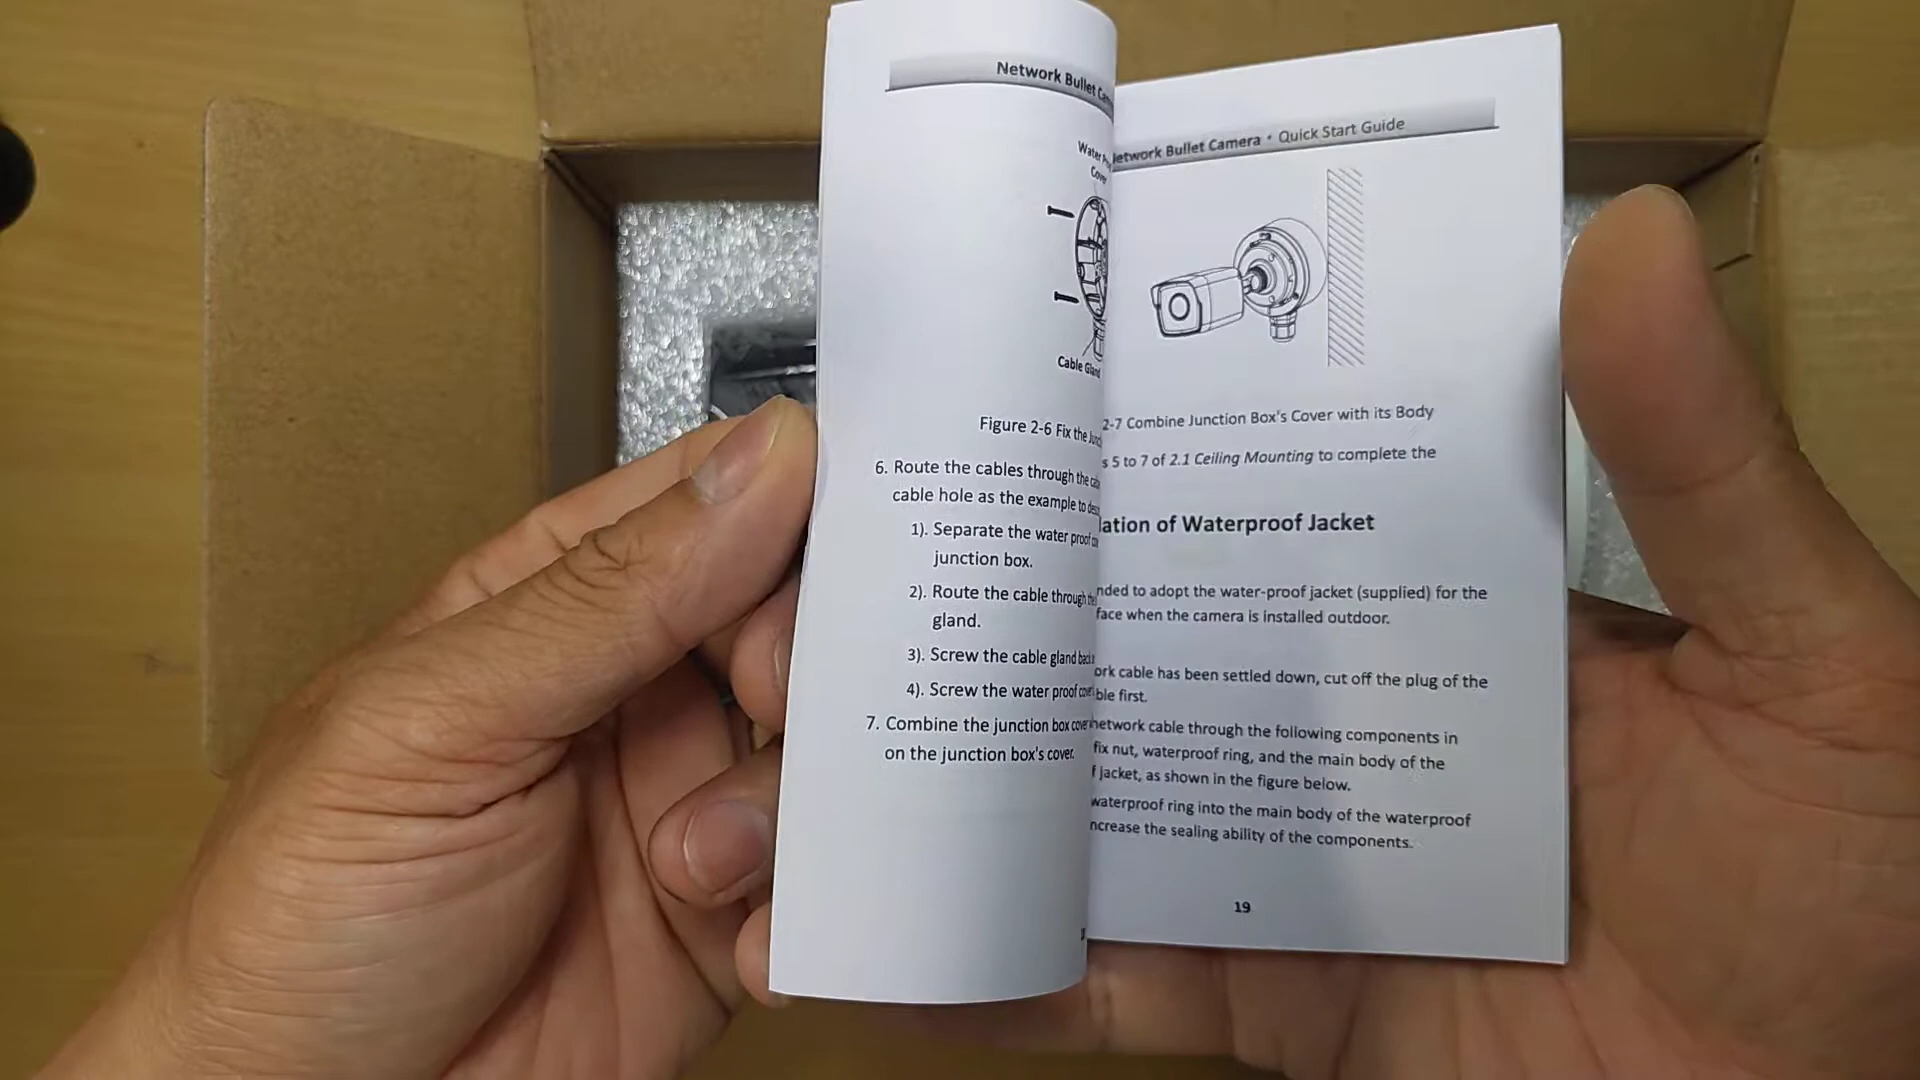 Network Bullet
Water
Cover
Cable Gland
Figure 2-6 Fix the
6. Route the cables through the
cable hole as the example to
1). Separate the water proof
junction box.
2). Route the cable through the
gland.
3). Screw the cable gland back
4). Screw the water proof cover
7. Combine the junction box cover
on the junction box's cover.
Network Bullet Camera • Quick Start Guide
2-7 Combine Junction Box's Cover with its Body
s 5 to 7 of 2.1 Ceiling Mounting to complete the
lation of Waterproof Jacket
nded to adopt the water-proof jacket (supplied) for the
face when the camera is installed outdoor.
ork cable has been settled down, cut off the plug of the
ble first.
network cable through the following components in
fix nut, waterproof ring, and the main body of the
f jacket, as shown in the figure below.
waterproof ring into the main body of the waterproof
ncrease the sealing ability of the components.
19